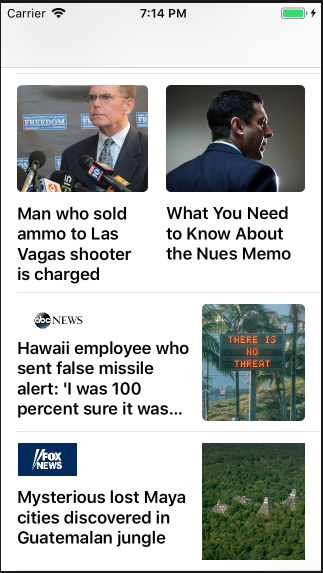 Carrier 7:14 PM
FREEDOM
FREEDOM
Man who sold
ammo to Las
Vagas shooter
is charged
What You Need
to Know About
the Nues Memo
abc NEWS
Hawaii employee who
sent false missile
alert: 'I was 100
percent sure it was...
THERE IS
NO
THREAT
FOX
NEWS
Mysterious lost Maya
cities discovered in
Guatemalan jungle